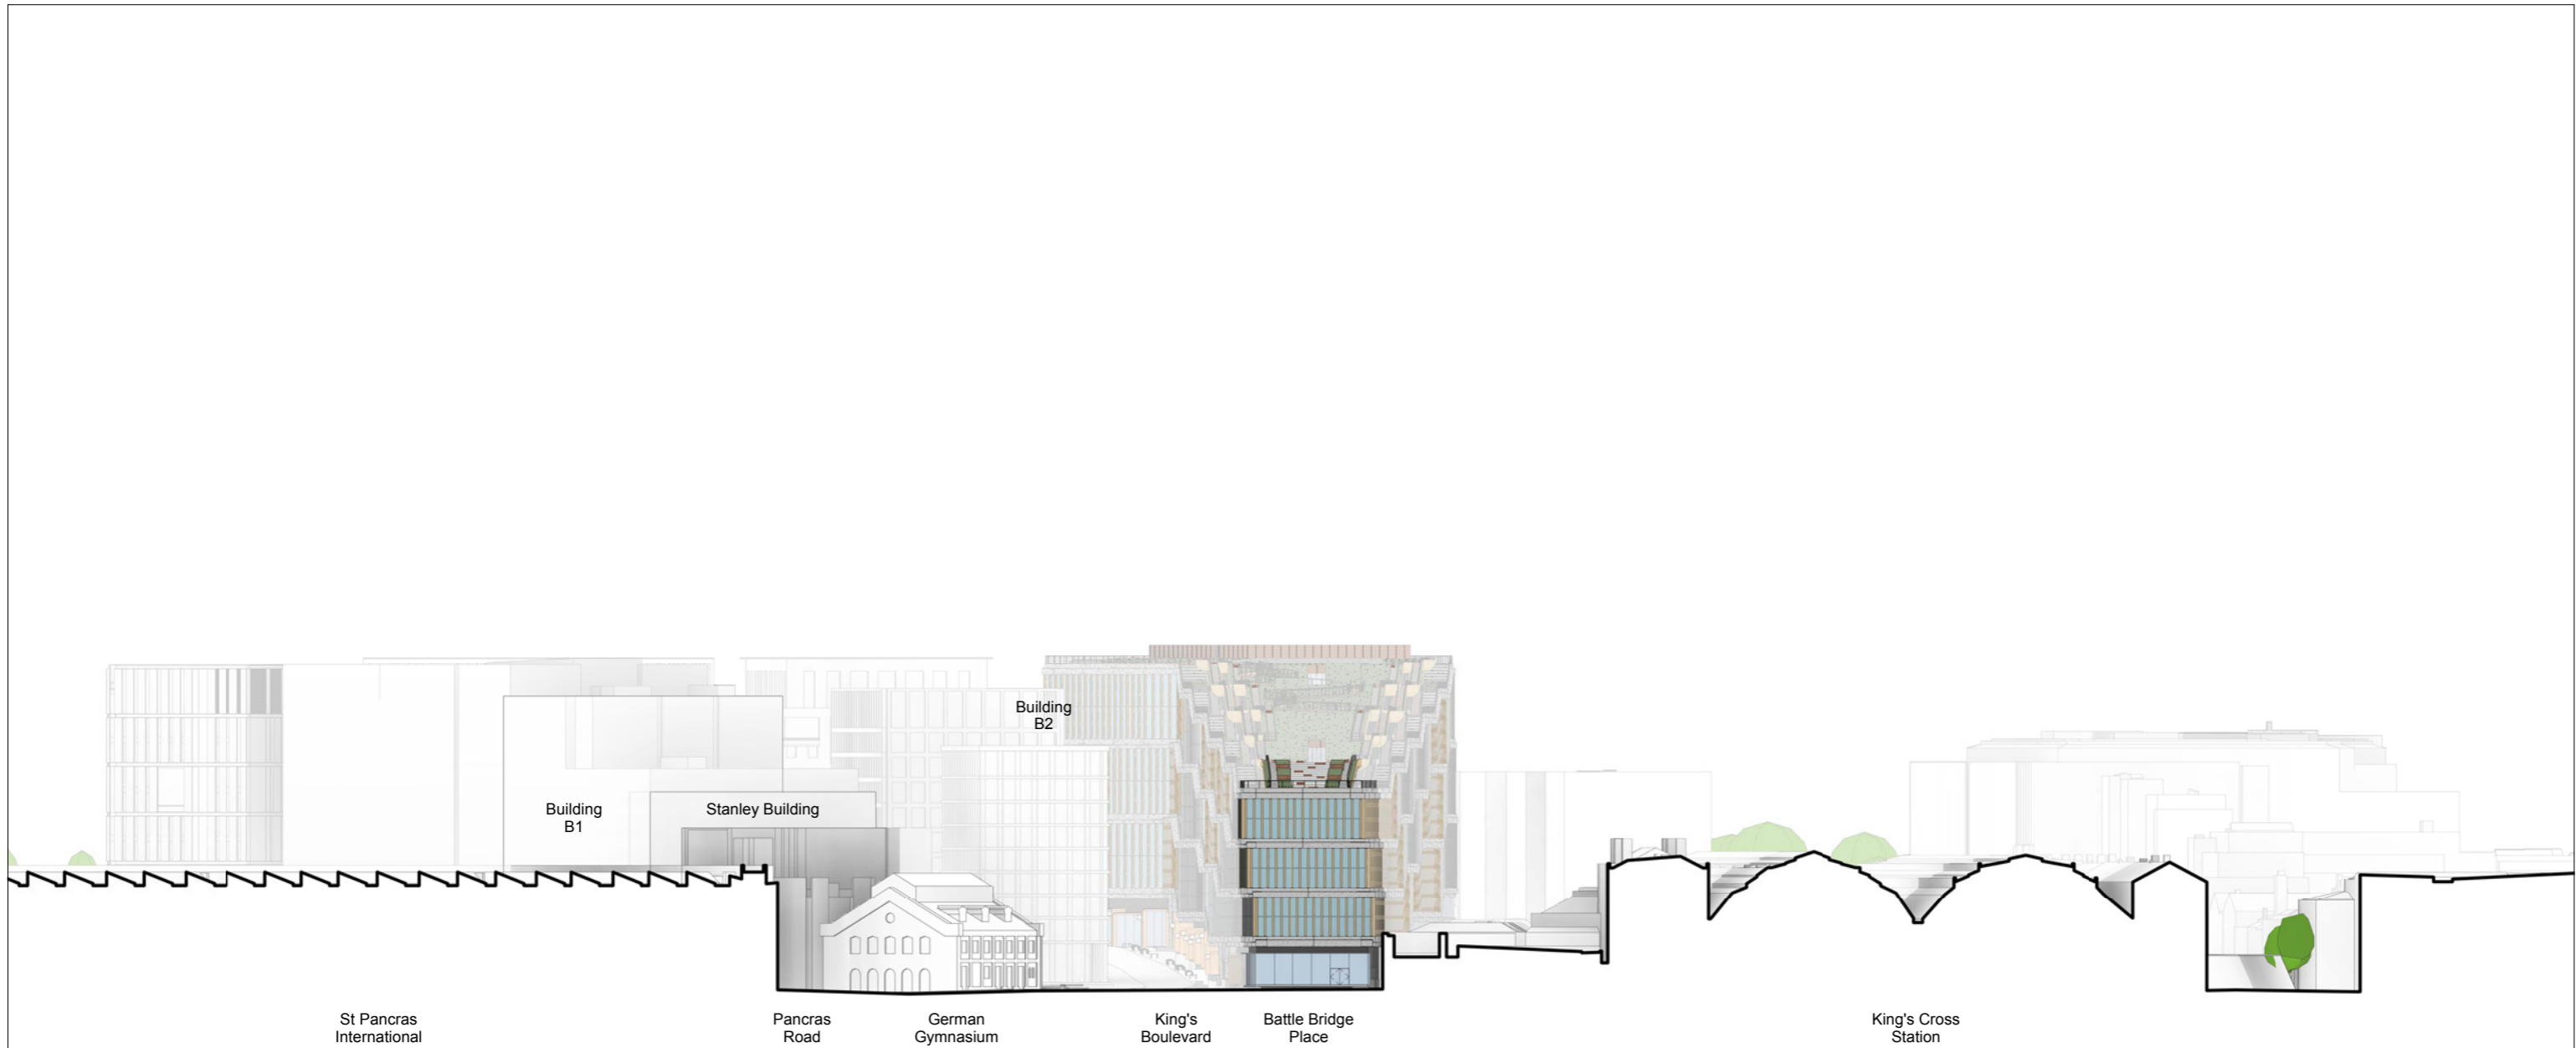 Building
B2
Building
B1
Stanley Building
St Pancras
International
Pancras
Road
German
Gymnasium
King's
Boulevard
Battle Bridge
Place
King's Cross
Station